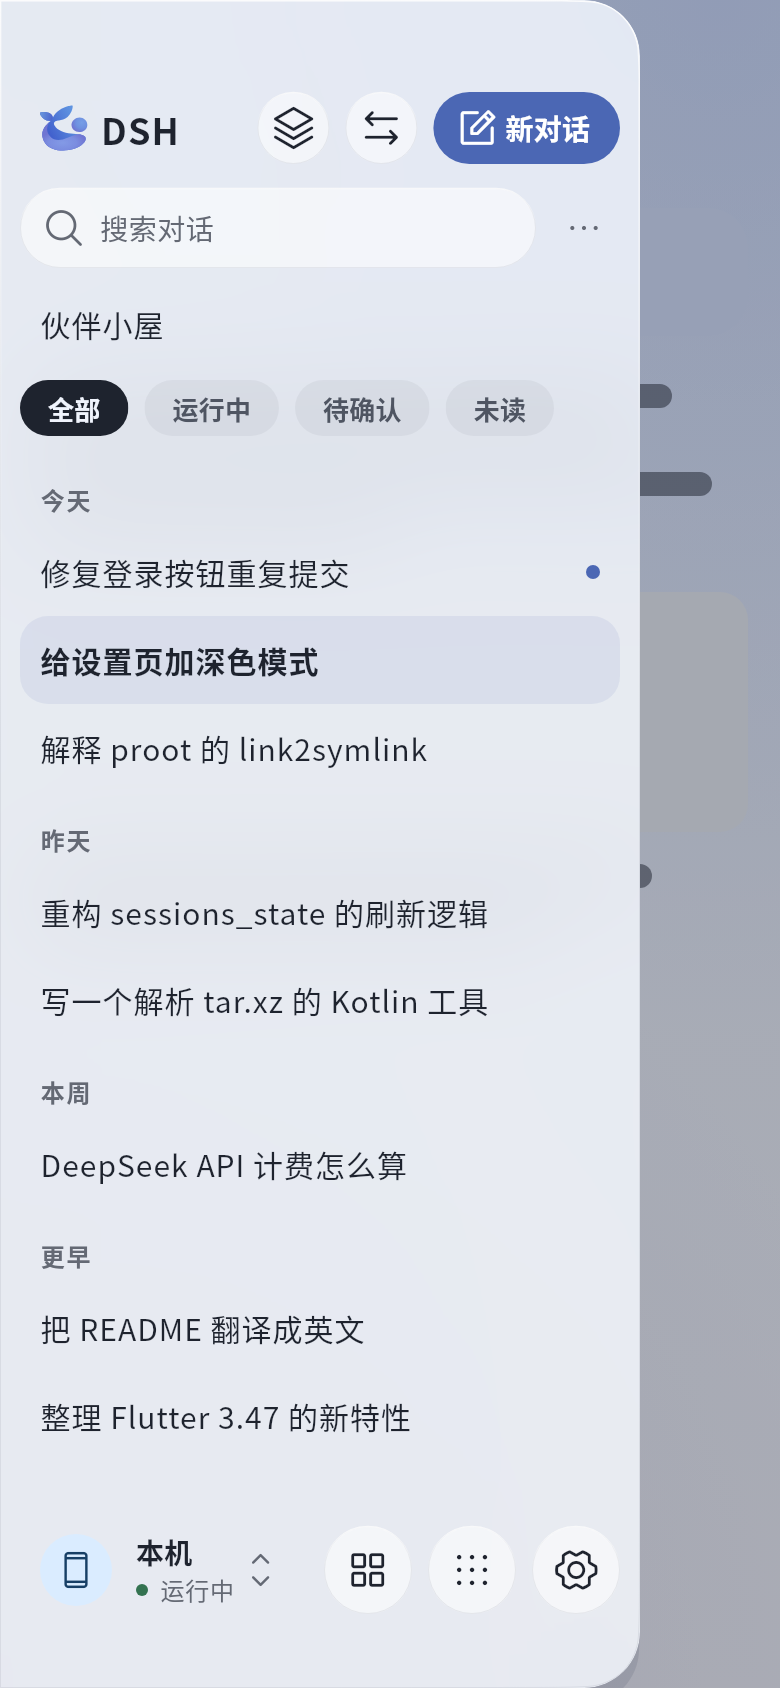 DSH
新对话
搜索对话
伙伴小屋
全部 运行中 待确认 未读
今天
修复登录按钮重复提交
给设置页加深色模式
解释 proot 的 link2symlink
昨天
重构 sessions_state 的刷新逻辑
写一个解析 tar.xz 的 Kotlin 工具
本周
DeepSeek API 计费怎么算
更早
把 README 翻译成英文
整理 Flutter 3.47 的新特性
本机
运行中